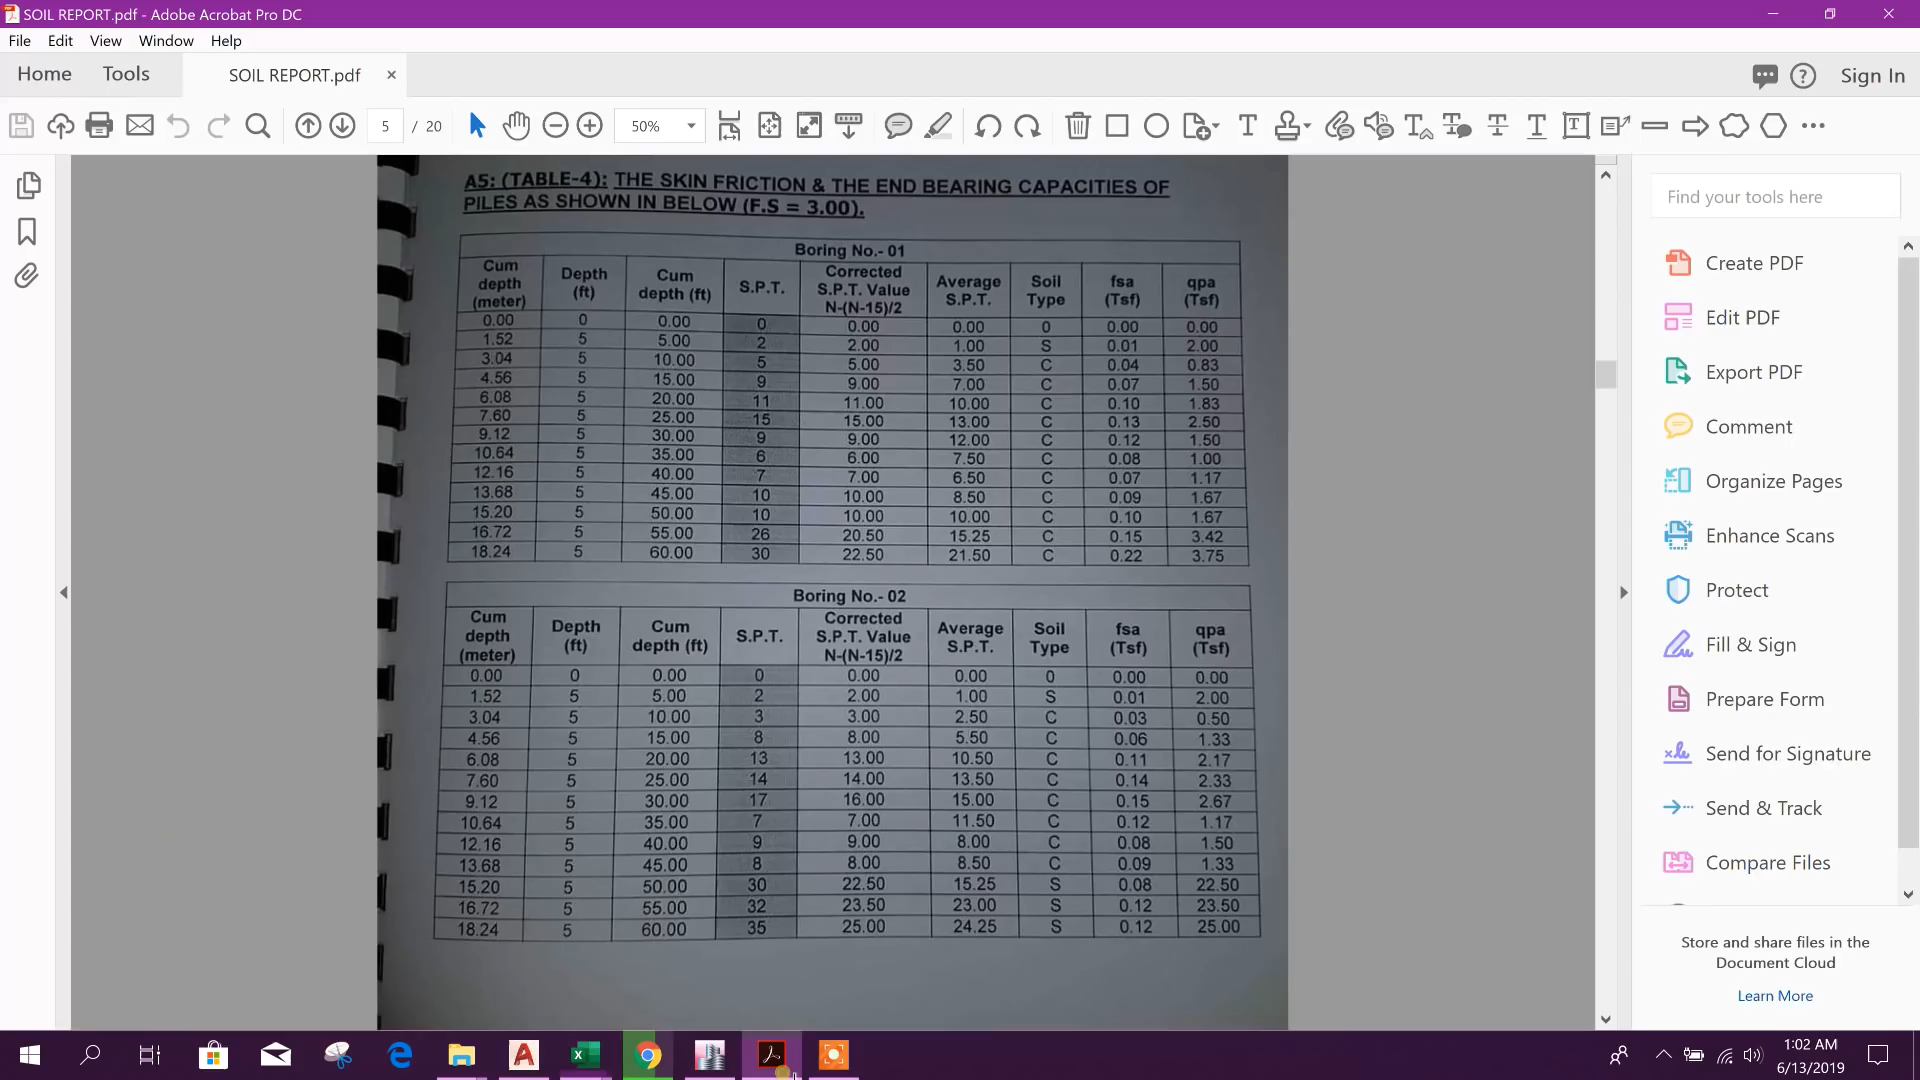 SOIL REPORT.pdf - Adobe Acrobat Pro DC
File Edit View Window Help
Home Tools SOIL REPORT.pdf × Sign In
5 / 20 50%
A5: (TABLE-4): THE SKIN FRICTION & THE END BEARING CAPACITIES OF
PILES AS SHOWN IN BELOW (F.S = 3.00).
Boring No.- 01
Cum depth (meter) Depth (ft) Cum depth (ft) S.P.T. Corrected S.P.T. Value N-(N-15)/2 Average S.P.T. Soil Type fsa (Tsf) qpa (Tsf)
0.00 0 0.00 0 0.00 0.00 0 0.00 0.00
1.52 5 5.00 2 2.00 1.00 S 0.01 2.00
3.04 5 10.00 5 5.00 3.50 C 0.04 0.83
4.56 5 15.00 9 9.00 7.00 C 0.07 1.50
6.08 5 20.00 11 11.00 10.00 C 0.10 1.83
7.60 5 25.00 15 15.00 13.00 C 0.13 2.50
9.12 5 30.00 9 9.00 12.00 C 0.12 1.50
10.64 5 35.00 6 6.00 7.50 C 0.08 1.00
12.16 5 40.00 7 7.00 6.50 C 0.07 1.17
13.68 5 45.00 10 10.00 8.50 C 0.09 1.67
15.20 5 50.00 10 10.00 10.00 C 0.10 1.67
16.72 5 55.00 26 20.50 15.25 C 0.15 3.42
18.24 5 60.00 30 22.50 21.50 C 0.22 3.75
Boring No.- 02
Cum depth (meter) Depth (ft) Cum depth (ft) S.P.T. Corrected S.P.T. Value N-(N-15)/2 Average S.P.T. Soil Type fsa (Tsf) qpa (Tsf)
0.00 0 0.00 0 0.00 0.00 0 0.00 0.00
1.52 5 5.00 2 2.00 1.00 S 0.01 2.00
3.04 5 10.00 3 3.00 2.50 C 0.03 0.50
4.56 5 15.00 8 8.00 5.50 C 0.06 1.33
6.08 5 20.00 13 13.00 10.50 C 0.11 2.17
7.60 5 25.00 14 14.00 13.50 C 0.14 2.33
9.12 5 30.00 17 16.00 15.00 C 0.15 2.67
10.64 5 35.00 7 7.00 11.50 C 0.12 1.17
12.16 5 40.00 9 9.00 8.00 C 0.08 1.50
13.68 5 45.00 8 8.00 8.50 C 0.09 1.33
15.20 5 50.00 30 22.50 15.25 S 0.08 22.50
16.72 5 55.00 32 23.50 23.00 S 0.12 23.50
18.24 5 60.00 35 25.00 24.25 S 0.12 25.00
Find your tools here
Create PDF
Edit PDF
Export PDF
Comment
Organize Pages
Enhance Scans
Protect
Fill & Sign
Prepare Form
Send for Signature
Send & Track
Compare Files
Store and share files in the
Document Cloud
Learn More
1:02 AM
6/13/2019